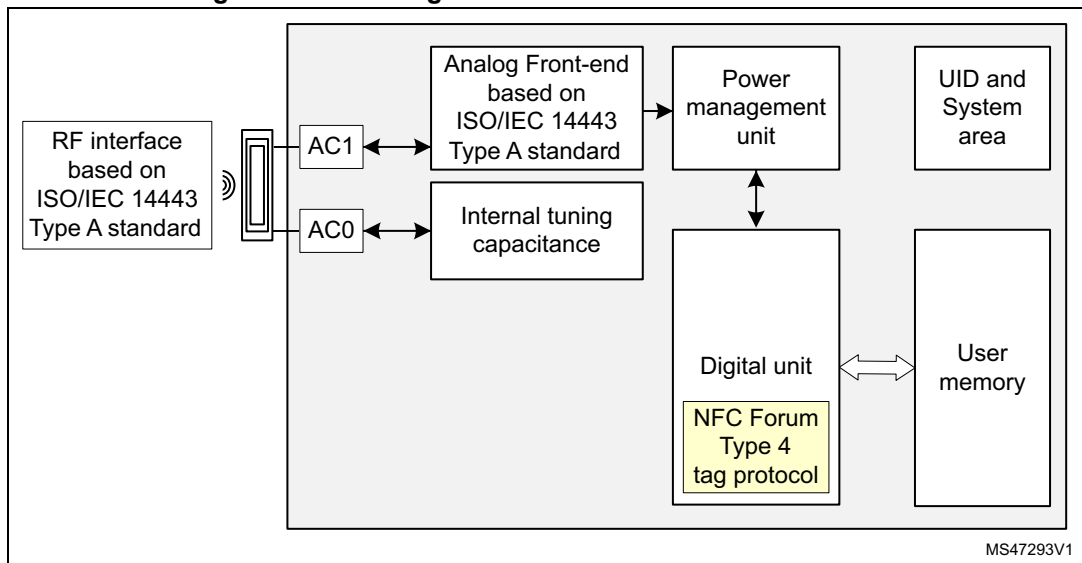 RF interface
based on
ISO/IEC 14443
Type A standard
AC1
AC0
Analog Front-end
based on
ISO/IEC 14443
Type A standard
Internal tuning
capacitance
Power
management
unit
UID and
System
area
Digital unit
NFC Forum
Type 4
tag protocol
User
memory
MS47293V1